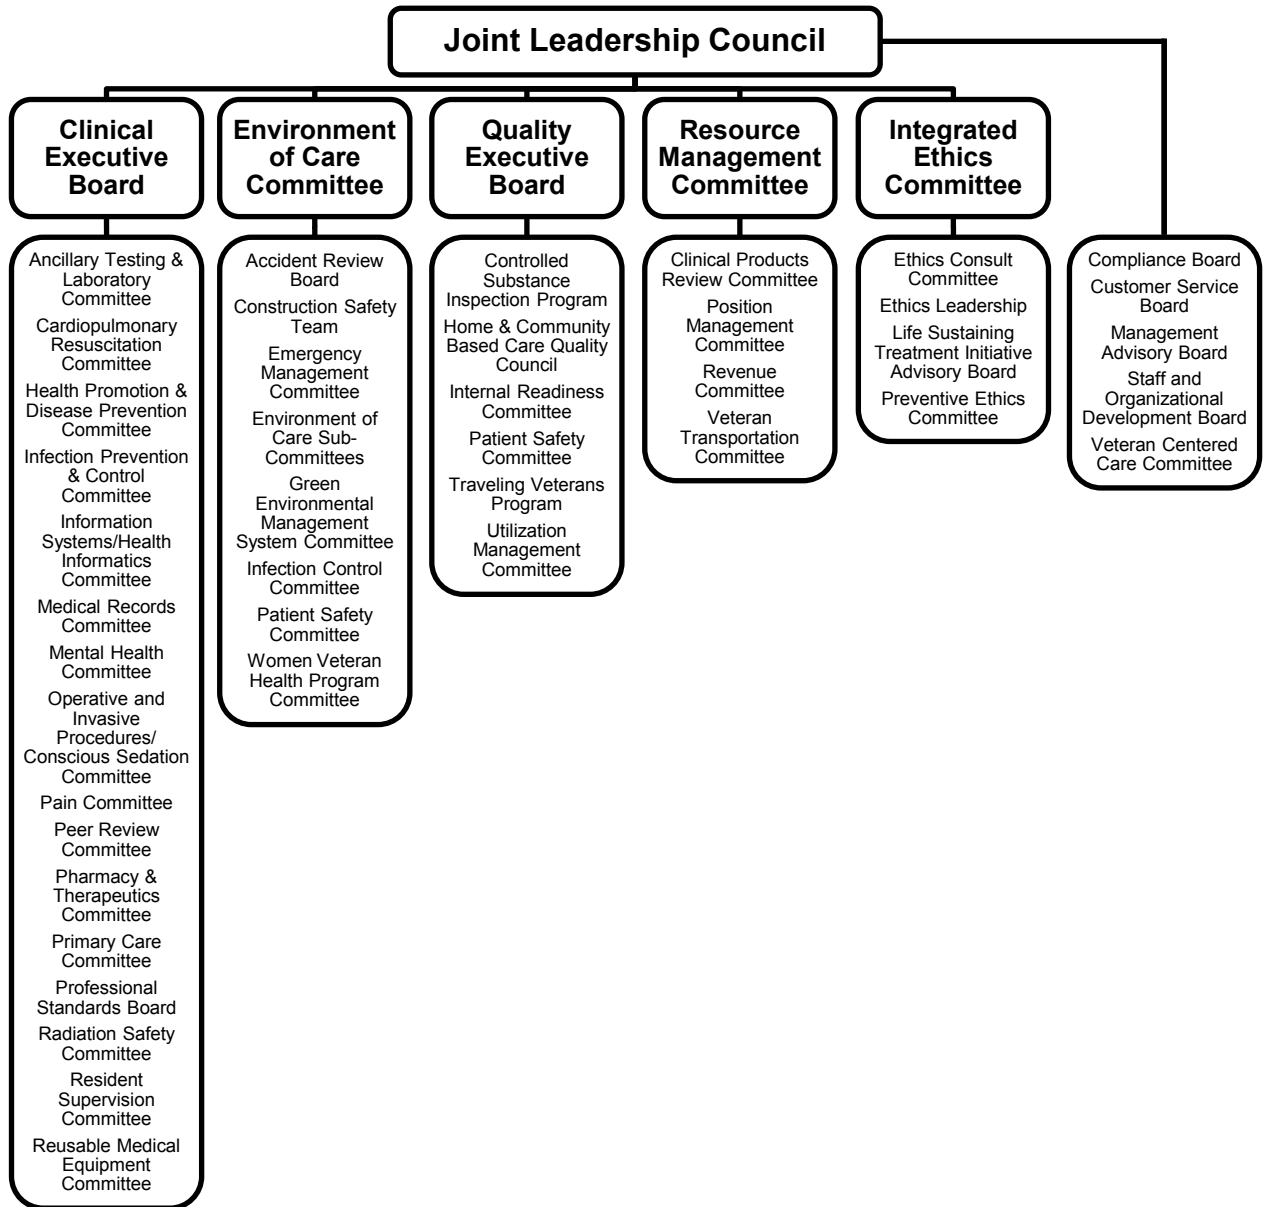 Joint Leadership Council
Clinical
Executive
Board
Environment
of Care
Committee
Quality
Executive
Board
Resource
Management
Committee
Integrated
Ethics
Committee
Ancillary Testing &
Laboratory
Committee
Cardiopulmonary
Resuscitation
Committee
Health Promotion &
Disease Prevention
Committee
Infection Prevention
& Control
Committee
Information
Systems/Health
Informatics
Committee
Medical Records
Committee
Mental Health
Committee
Operative and
Invasive
Procedures/
Conscious Sedation
Committee
Pain Committee
Peer Review
Committee
Pharmacy &
Therapeutics
Committee
Primary Care
Committee
Professional
Standards Board
Radiation Safety
Committee
Resident
Supervision
Committee
Reusable Medical
Equipment
Committee
Accident Review
Board
Construction Safety
Team
Emergency
Management
Committee
Environment of
Care Sub-
Committees
Green
Environmental
Management
System Committee
Infection Control
Committee
Patient Safety
Committee
Women Veteran
Health Program
Committee
Controlled
Substance
Inspection Program
Home & Community
Based Care Quality
Council
Internal Readiness
Committee
Patient Safety
Committee
Traveling Veterans
Program
Utilization
Management
Committee
Clinical Products
Review Committee
Position
Management
Committee
Revenue
Committee
Veteran
Transportation
Committee
Ethics Consult
Committee
Ethics Leadership
Life Sustaining
Treatment Initiative
Advisory Board
Preventive Ethics
Committee
Compliance Board
Customer Service
Board
Management
Advisory Board
Staff and
Organizational
Development Board
Veteran Centered
Care Committee